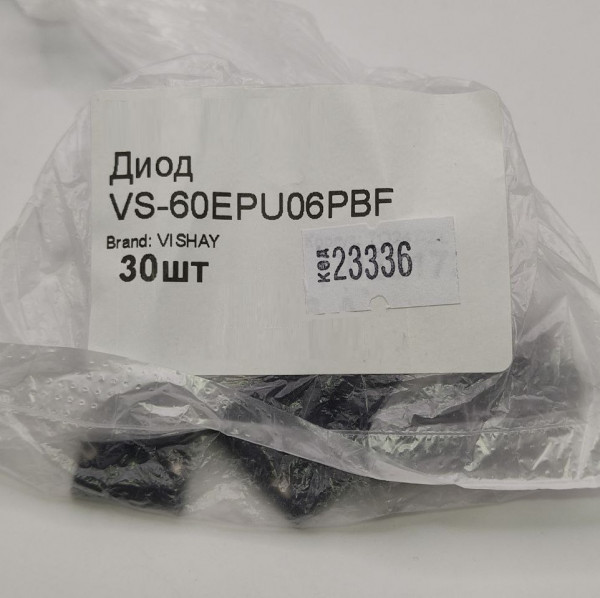 Диод
VS-60EPU06PBF
Brand: VISHAY
30шт
код 23336